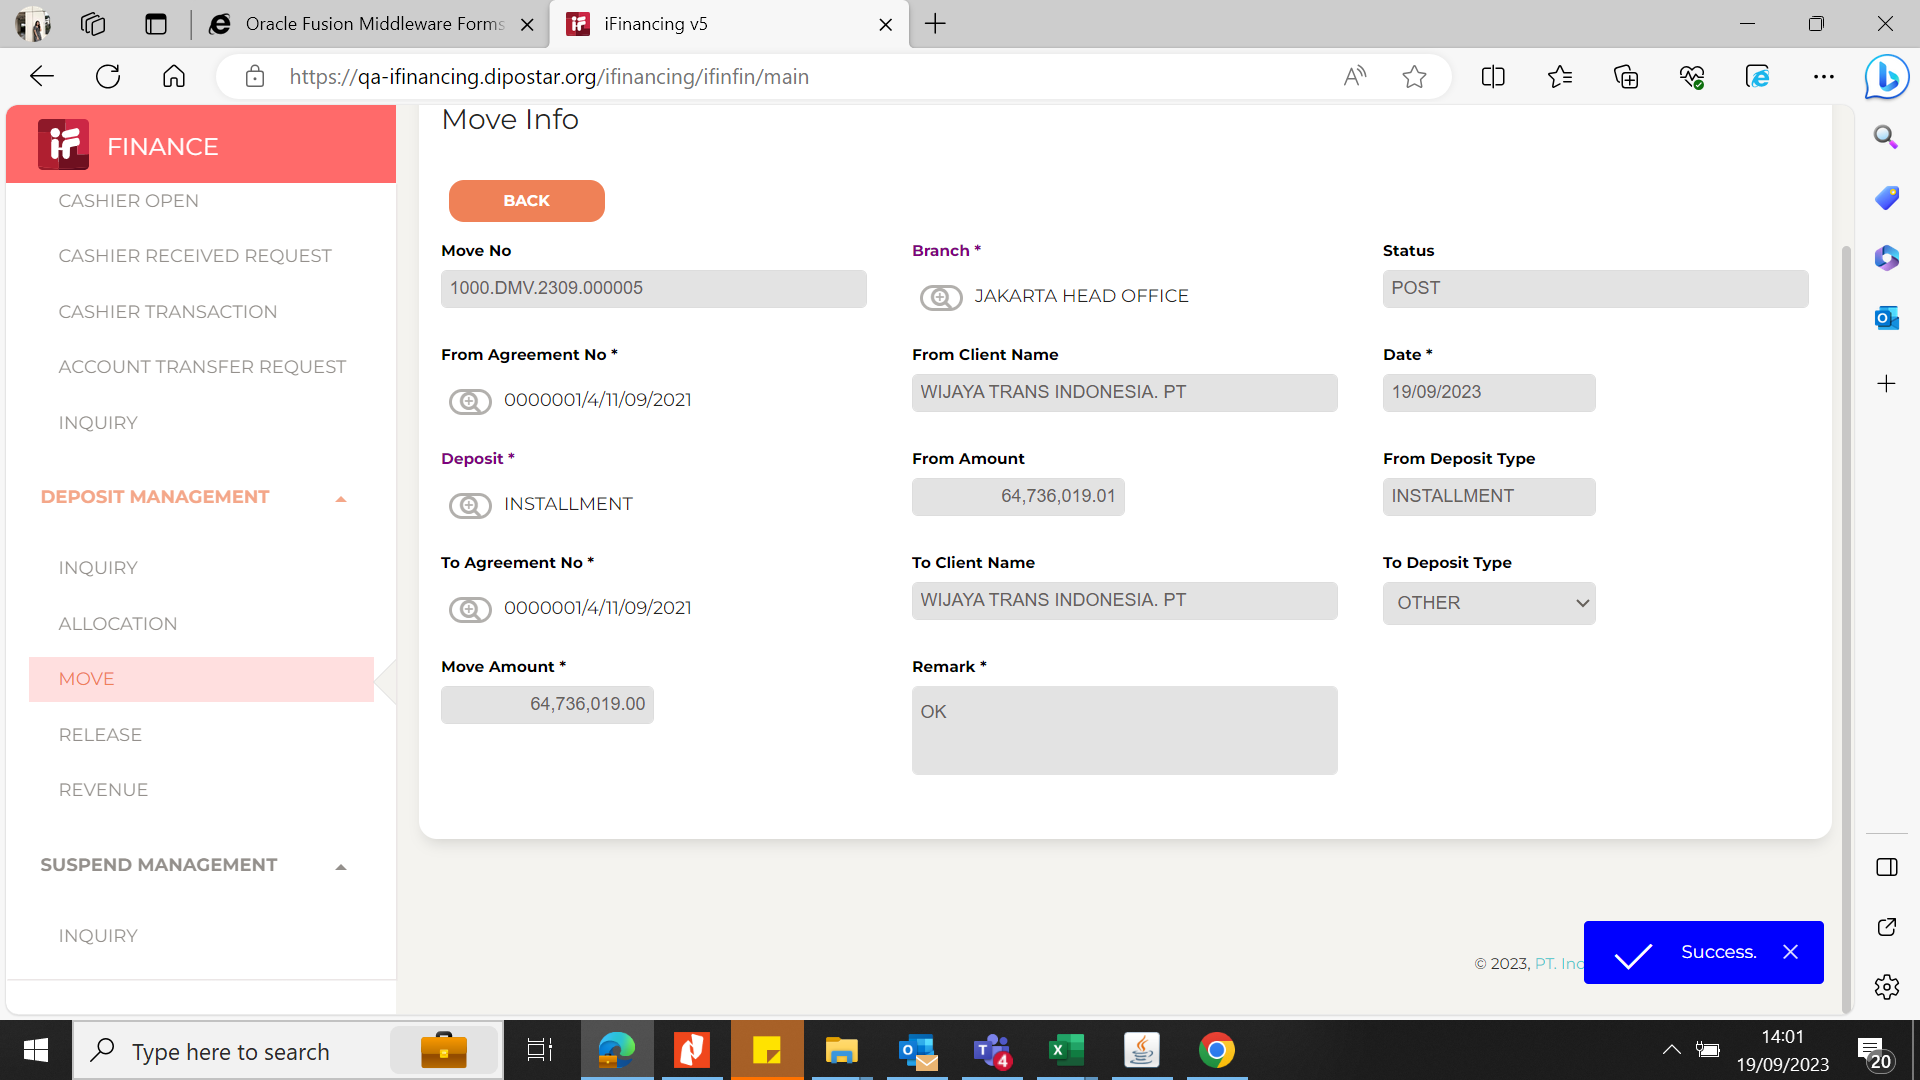 Oracle Fusion Middleware Forms
iFinancing v5
https://qa-ifinancing.dipostar.org/ifinancing/ifinfin/main
iF FINANCE
CASHIER OPEN
CASHIER RECEIVED REQUEST
CASHIER TRANSACTION
ACCOUNT TRANSFER REQUEST
INQUIRY
DEPOSIT MANAGEMENT
INQUIRY
ALLOCATION
MOVE
RELEASE
REVENUE
SUSPEND MANAGEMENT
INQUIRY
Move Info
BACK
Move No
1000.DMV.2309.000005
Branch *
JAKARTA HEAD OFFICE
Status
POST
From Agreement No *
0000001/4/11/09/2021
From Client Name
WIJAYA TRANS INDONESIA. PT
Date *
19/09/2023
Deposit *
INSTALLMENT
From Amount
64,736,019.01
From Deposit Type
INSTALLMENT
To Agreement No *
0000001/4/11/09/2021
To Client Name
WIJAYA TRANS INDONESIA. PT
To Deposit Type
OTHER
Move Amount *
64,736,019.00
Remark *
OK
© 2023, PT. Inc
Success.
Type here to search
4
14:01
19/09/2023
20